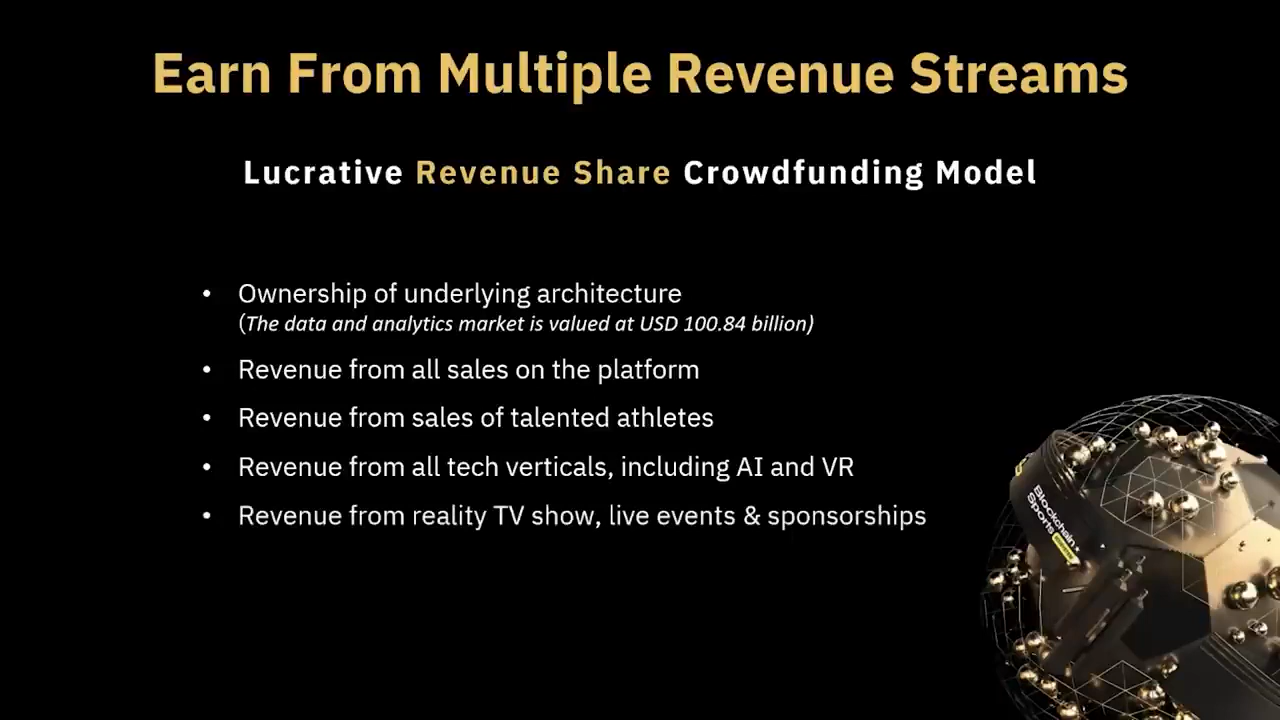 Earn From Multiple Revenue Streams
Lucrative Revenue Share Crowdfunding Model
• Ownership of underlying architecture
(The data and analytics market is valued at USD 100.84 billion)
• Revenue from all sales on the platform
• Revenue from sales of talented athletes
• Revenue from all tech verticals, including AI and VR
• Revenue from reality TV show, live events & sponsorships
Blockchain
Sports